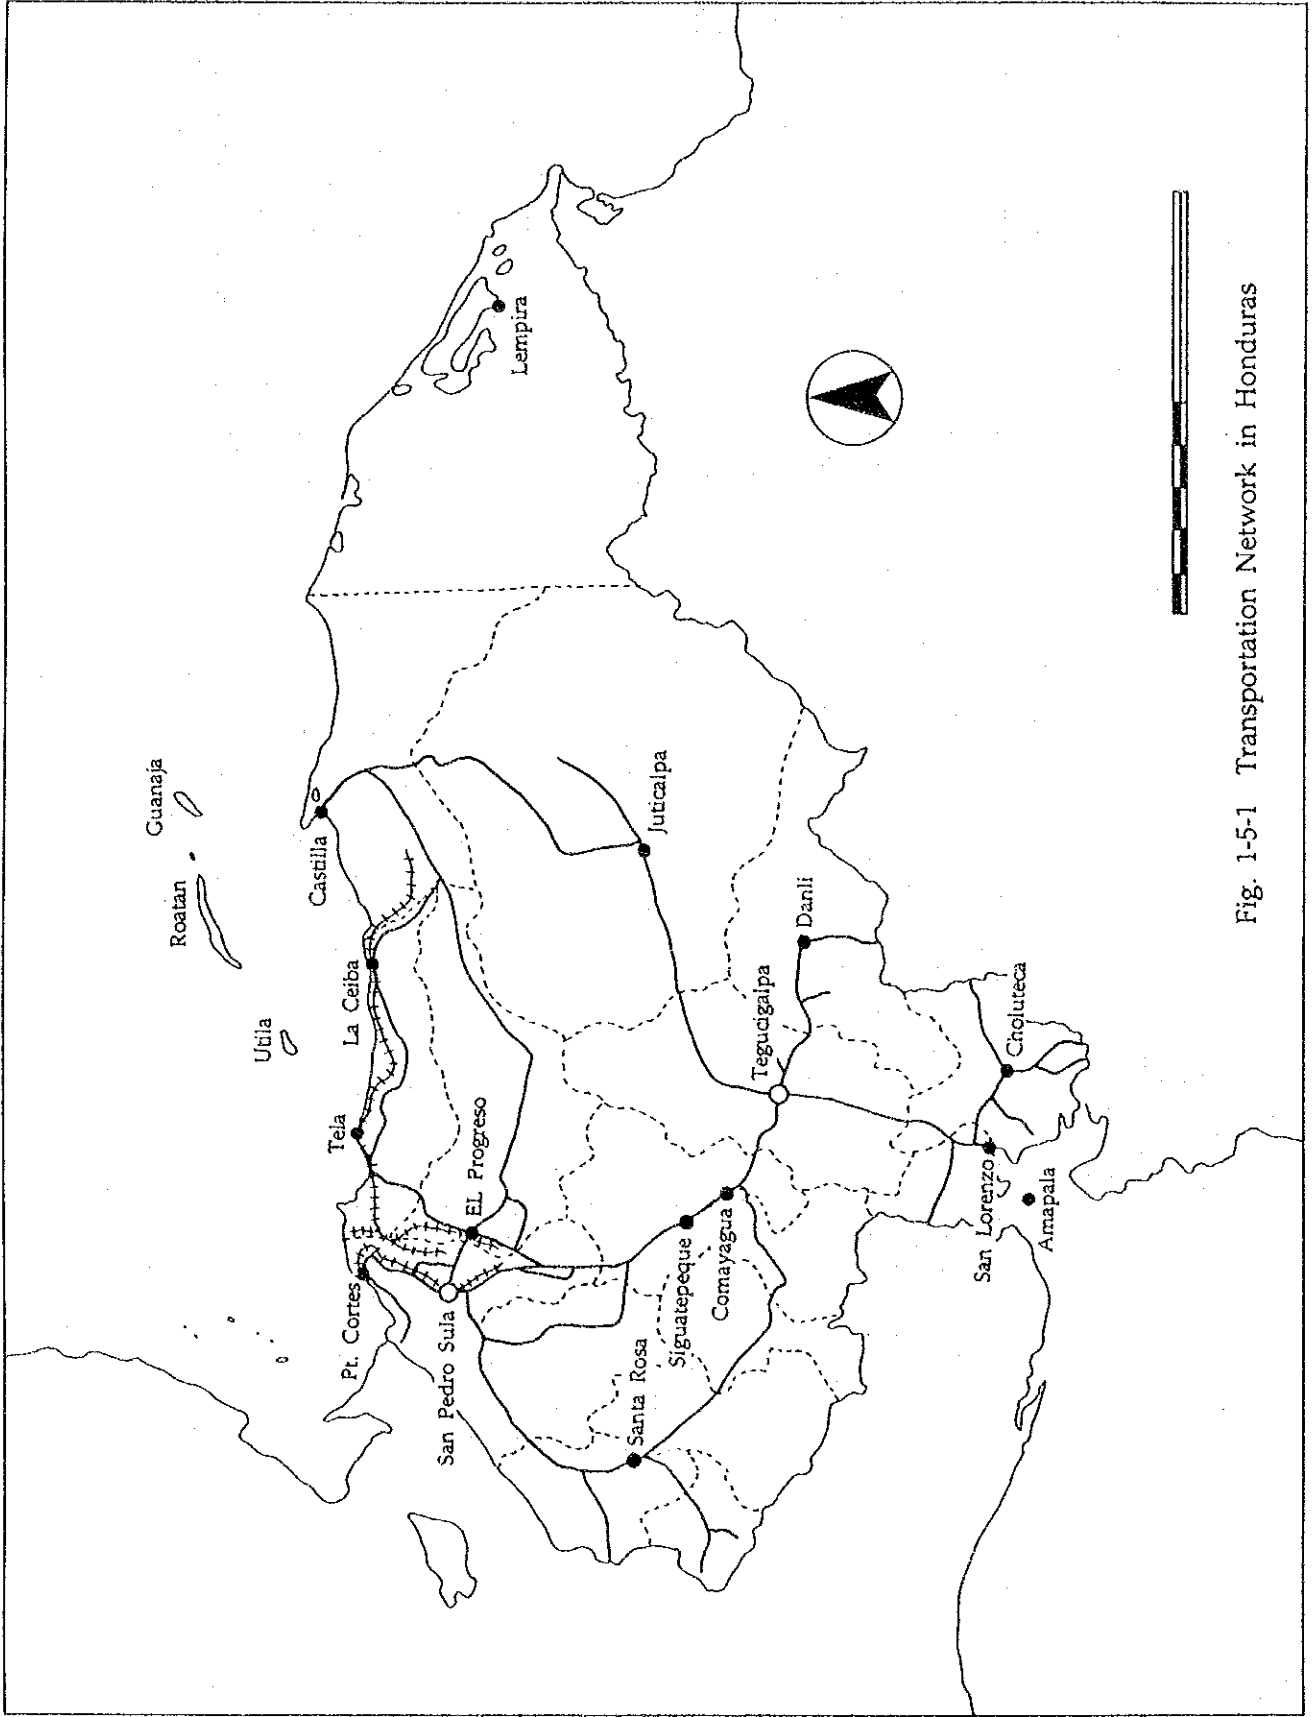 Guanaja
Roatan
Utila
Castilla
La Ceiba
Tela
Pt. Cortes
Lempira
EL Progreso
San Pedro Sula
Juticalpa
Santa Rosa
Siguatepeque
Comayagua
Tegucigalpa
Danli
Choluteca
San Lorenzo
Amapala
Fig. 1-5-1 Transportation Network in Honduras